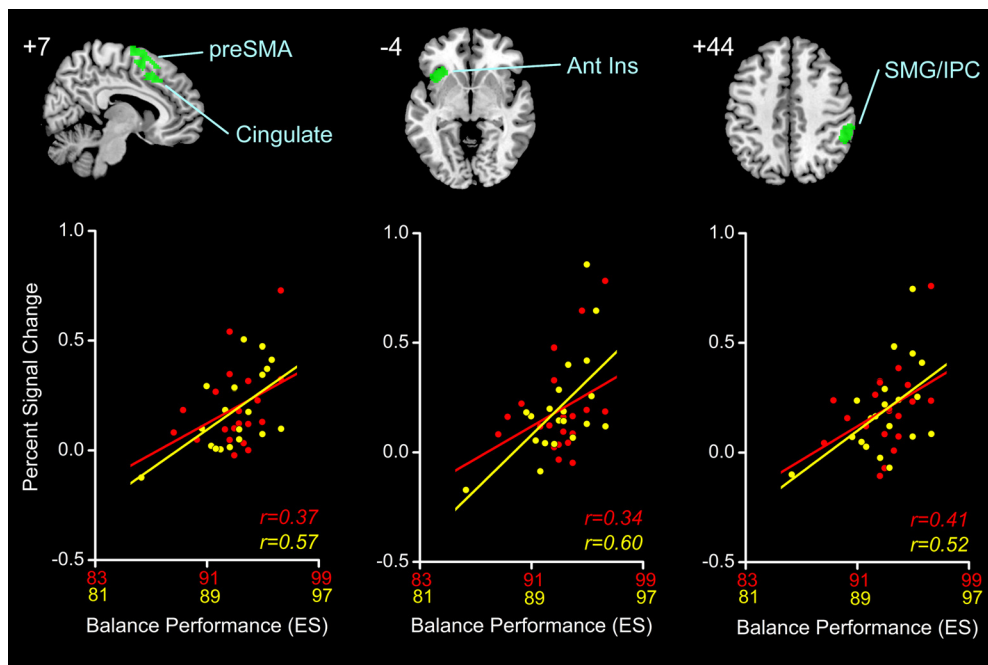 +7
preSMA
Cingulate
-4
Ant Ins
+44
SMG/IPC
Percent Signal Change
1.0
0.5
0.0
-0.5
r=0.37
r=0.57
83 91 99
81 89 97
Balance Performance (ES)
1.0
0.5
0.0
-0.5
r=0.34
r=0.60
83 91 99
81 89 97
Balance Performance (ES)
1.0
0.5
0.0
-0.5
r=0.41
r=0.52
83 91 99
81 89 97
Balance Performance (ES)